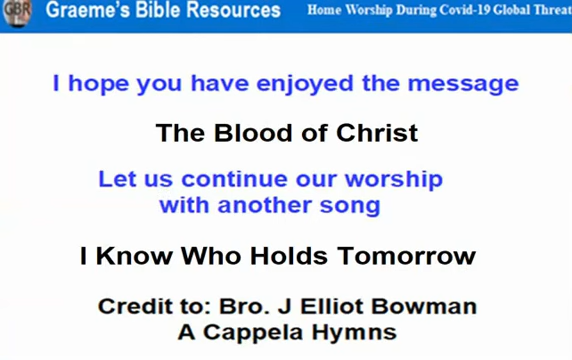 GBR
Graeme's Bible Resources
Home Worship During Covid-19 Global Threat
I hope you have enjoyed the message
The Blood of Christ
Let us continue our worship
with another song
I Know Who Holds Tomorrow
Credit to: Bro. J Elliot Bowman
A Cappela Hymns